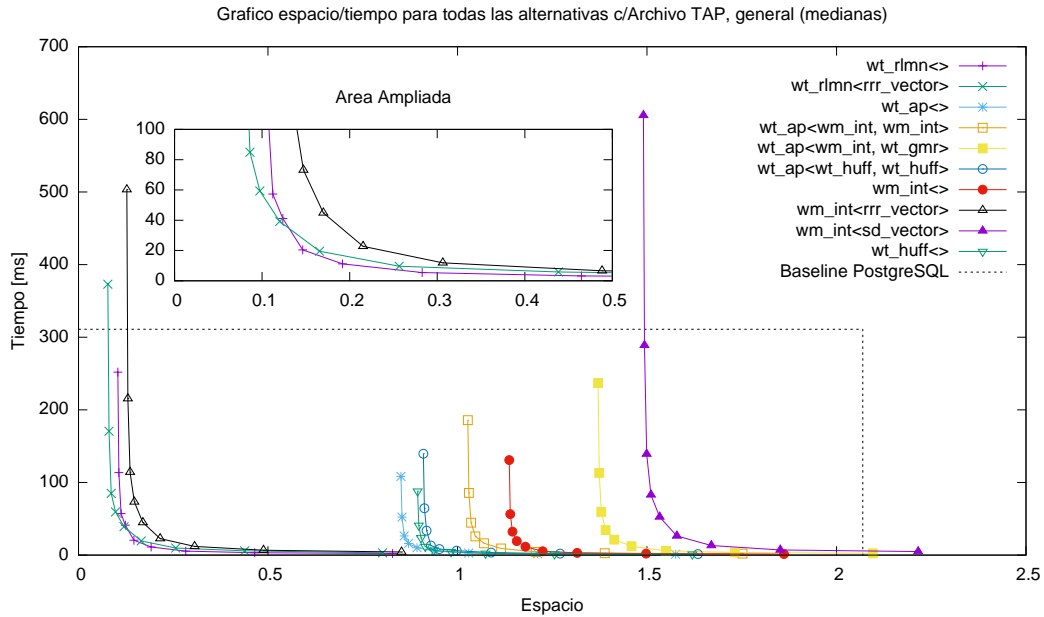 Grafico espacio/tiempo para todas las alternativas c/Archivo TAP, general (medianas)
700
600
500
400
300
200
100
0
Tiempo [ms]
0
0.5
1
1.5
2
2.5
Espacio
Area Ampliada
100
80
60
40
20
0
0
0.1
0.2
0.3
0.4
0.5
wt_rlmn<>
wt_rlmn<rrr_vector>
wt_ap<>
wt_ap<wm_int, wm_int>
wt_ap<wm_int, wt_gmr>
wt_ap<wt_huff, wt_huff>
wm_int<>
wm_int<rrr_vector>
wm_int<sd_vector>
wt_huff<>
Baseline PostgreSQL